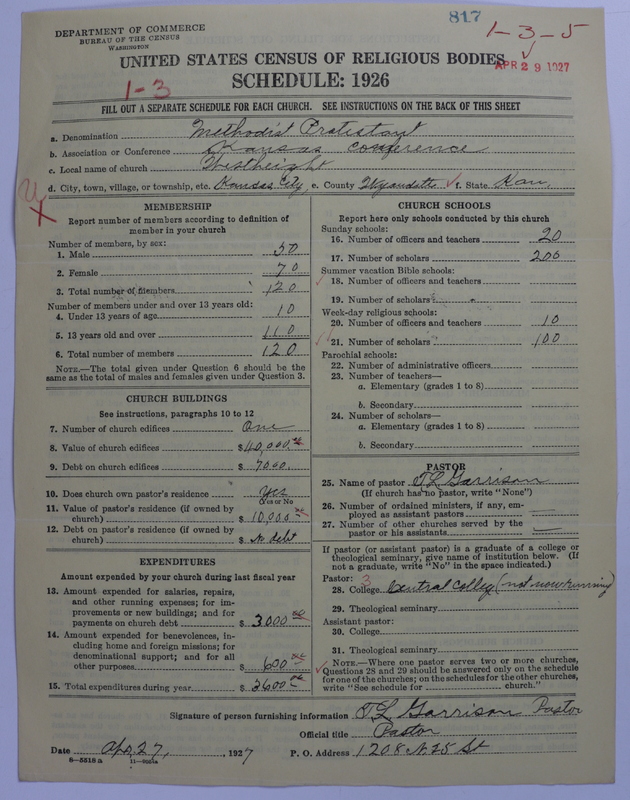 817
1-3-5
DEPARTMENT OF COMMERCE
BUREAU OF THE CENSUS
WASHINGTON
UNITED STATES CENSUS OF RELIGIOUS BODIES
APR 29 1927
SCHEDULE: 1926
1-3
FILL OUT A SEPARATE SCHEDULE FOR EACH CHURCH. SEE INSTRUCTIONS ON THE BACK OF THIS SHEET
a. Denomination Methodist Protestant
b. Association or Conference Kansas Conference
c. Local name of church Westheight
d. City, town, village, or township, etc. Kansas City e. County Wyandotte f. State Kan
MEMBERSHIP
Report number of members according to definition of
member in your church
Number of members, by sex:
1. Male 50
2. Female 70
3. Total number of members 120
Number of members under and over 13 years old:
4. Under 13 years of age 10
5. 13 years old and over 110
6. Total number of members 120
NOTE.—The total given under Question 6 should be
same as the total of males and females given under Question 3.
CHURCH BUILDINGS
See instructions, paragraphs 10 to 12
7. Number of church edifices One
8. Value of church edifices $40,000.00
9. Debt on church edifices $7000.
10. Does church own pastor's residence Yes
Yes or No
11. Value of pastor's residence (if owned by
church) $10,000 00
12. Debt on pastor's residence (if owned by
church) $ no debt
EXPENDITURES
Amount expended by your church during last fiscal year
13. Amount expended for salaries, repairs,
and other running expenses; for im-
provements or new buildings; and for
payments on church debt $3000 00
14. Amount expended for benevolences, in-
cluding home and foreign missions; for
denominational support; and for all
other purposes $600 00
15. Total expenditures during year $3600 00
CHURCH SCHOOLS
Report here only schools conducted by this church
Sunday schools:
16. Number of officers and teachers 20
17. Number of scholars 200
Summer vacation Bible schools:
18. Number of officers and teachers
19. Number of scholars
Week-day religious schools:
20. Number of officers and teachers 10
21. Number of scholars 100
Parochial schools:
22. Number of administrative officers
23. Number of teachers—
a. Elementary (grades 1 to 8)
b. Secondary
24. Number of scholars—
a. Elementary (grades 1 to 8)
b. Secondary
PASTOR
25. Name of pastor T L Garrison
(If church has no pastor, write "None")
26. Number of ordained ministers, if any, em-
ployed as assistant pastors —
27. Number of other churches served by the
pastor or his assistants —
If pastor (or assistant pastor) is a graduate of a college or
theological seminary, give name of institution below. (If
not a graduate, write "No" in the space indicated.)
Pastor: 3
28. College Central College (not now running)
29. Theological seminary
Assistant pastor:
30. College
31. Theological seminary
NOTE.—Where one pastor serves two or more churches,
Questions 28 and 29 should be answered only on the schedule
for one of the churches; on the schedules for the other churches,
write "See schedule for church."
Signature of person furnishing information T L Garrison Pastor
Official title Pastor
Date Apr, 27, 1927 P. O. Address 1208 N. 25 St
8—5518 a